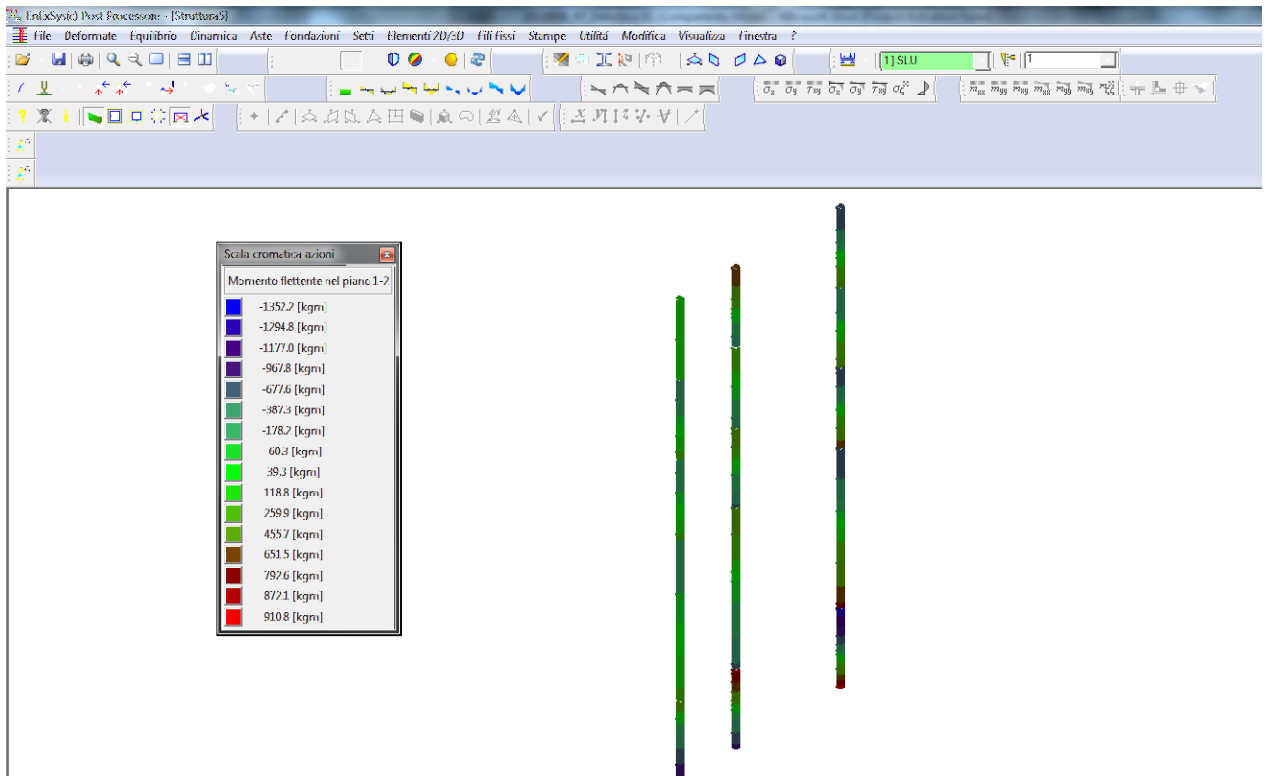 EnExSys(c) Post Processore - [Struttura5]
File Deformate Equilibrio Dinamica Aste Fondazioni Setti Elementi 2D/3D Fili fissi Stampe Utilità Modifica Visualizza Finestra ?
1] SLU 1
Scala cromatica azioni
Momento flettente nel piano 1-2
-1352.2 [kgm]
-1294.8 [kgm]
-1177.0 [kgm]
-967.8 [kgm]
-677.6 [kgm]
-387.3 [kgm]
-178.2 [kgm]
60.3 [kgm]
39.3 [kgm]
118.8 [kgm]
259.9 [kgm]
455.7 [kgm]
651.5 [kgm]
792.6 [kgm]
872.1 [kgm]
910.8 [kgm]